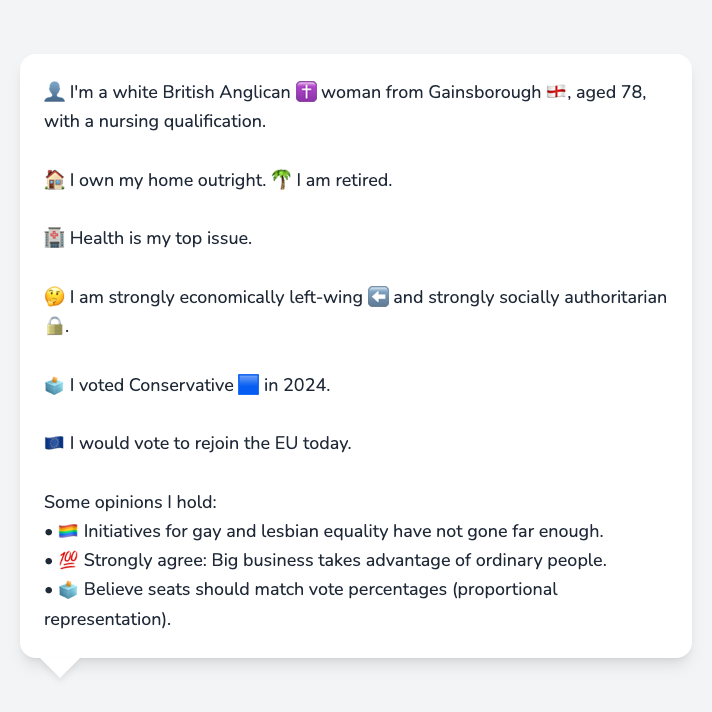 👤 I'm a white British Anglican ✝️ woman from Gainsborough 🏴󠁧󠁢󠁥󠁮󠁧󠁿, aged 78,
with a nursing qualification.
🏠 I own my home outright. 🌴 I am retired.
🏥 Health is my top issue.
🤔 I am strongly economically left-wing ⬅️ and strongly socially authoritarian
🔒.
🗳️ I voted Conservative 🟦 in 2024.
🇪🇺 I would vote to rejoin the EU today.
Some opinions I hold:
• 🏳️‍🌈 Initiatives for gay and lesbian equality have not gone far enough.
• 💯 Strongly agree: Big business takes advantage of ordinary people.
• 🗳️ Believe seats should match vote percentages (proportional
representation).